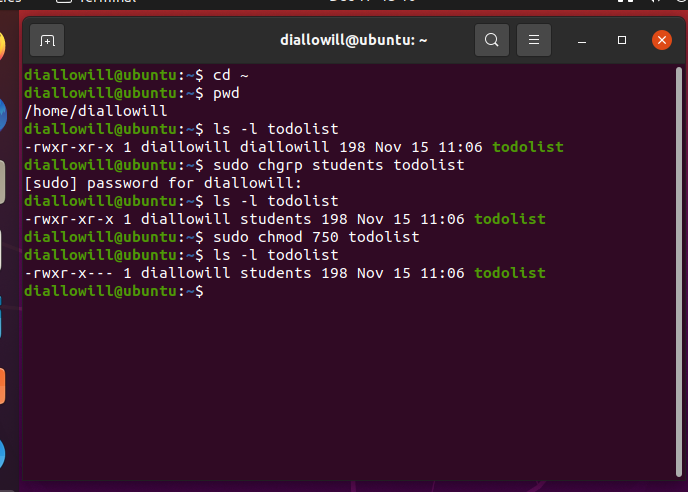 Terminal
diallowill@ubuntu: ~
diallowill@ubuntu:~$ cd ~
diallowill@ubuntu:~$ pwd
/home/diallowill
diallowill@ubuntu:~$ ls -l todolist
-rwxr-xr-x 1 diallowill diallowill 198 Nov 15 11:06 todolist
diallowill@ubuntu:~$ sudo chgrp students todolist
[sudo] password for diallowill:
diallowill@ubuntu:~$ ls -l todolist
-rwxr-xr-x 1 diallowill students 198 Nov 15 11:06 todolist
diallowill@ubuntu:~$ sudo chmod 750 todolist
diallowill@ubuntu:~$ ls -l todolist
-rwxr-x--- 1 diallowill students 198 Nov 15 11:06 todolist
diallowill@ubuntu:~$